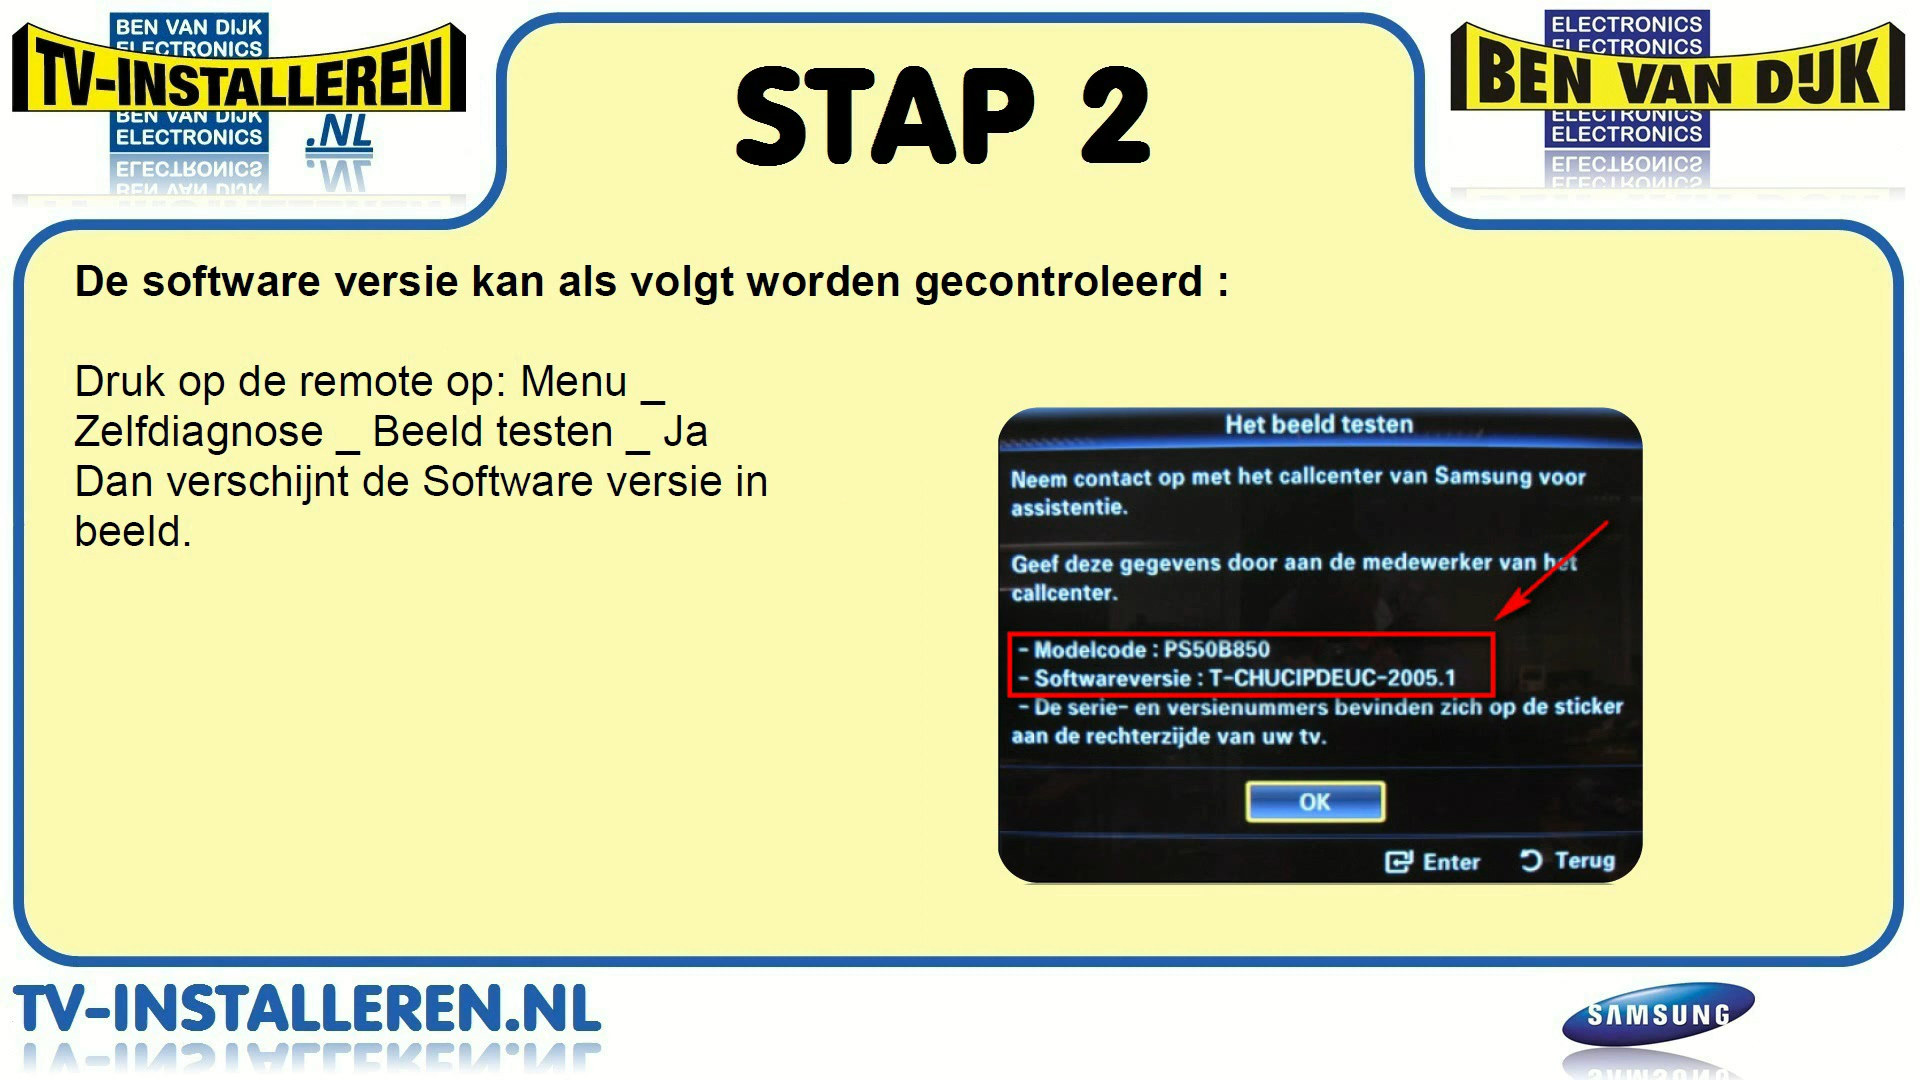 BEN VAN DIJK
ELECTRONICS
TV-INSTALLEREN
BEN VAN DIJK
ELECTRONICS
.NL
STAP 2
ELECTRONICS
ELECTRONICS
BEN VAN DIJK
ELECTRONICS
ELECTRONICS
De software versie kan als volgt worden gecontroleerd :
Druk op de remote op: Menu _
Zelfdiagnose _ Beeld testen _ Ja
Dan verschijnt de Software versie in
beeld.
Het beeld testen
Neem contact op met het callcenter van Samsung voor
assistentie.
Geef deze gegevens door aan de medewerker van het
callcenter.
- Modelcode : PS50B850
- Softwareversie : T-CHUCIPDEUC-2005.1
- De serie- en versienummers bevinden zich op de sticker
aan de rechterzijde van uw tv.
OK
Enter Terug
TV-INSTALLEREN.NL
SAMSUNG